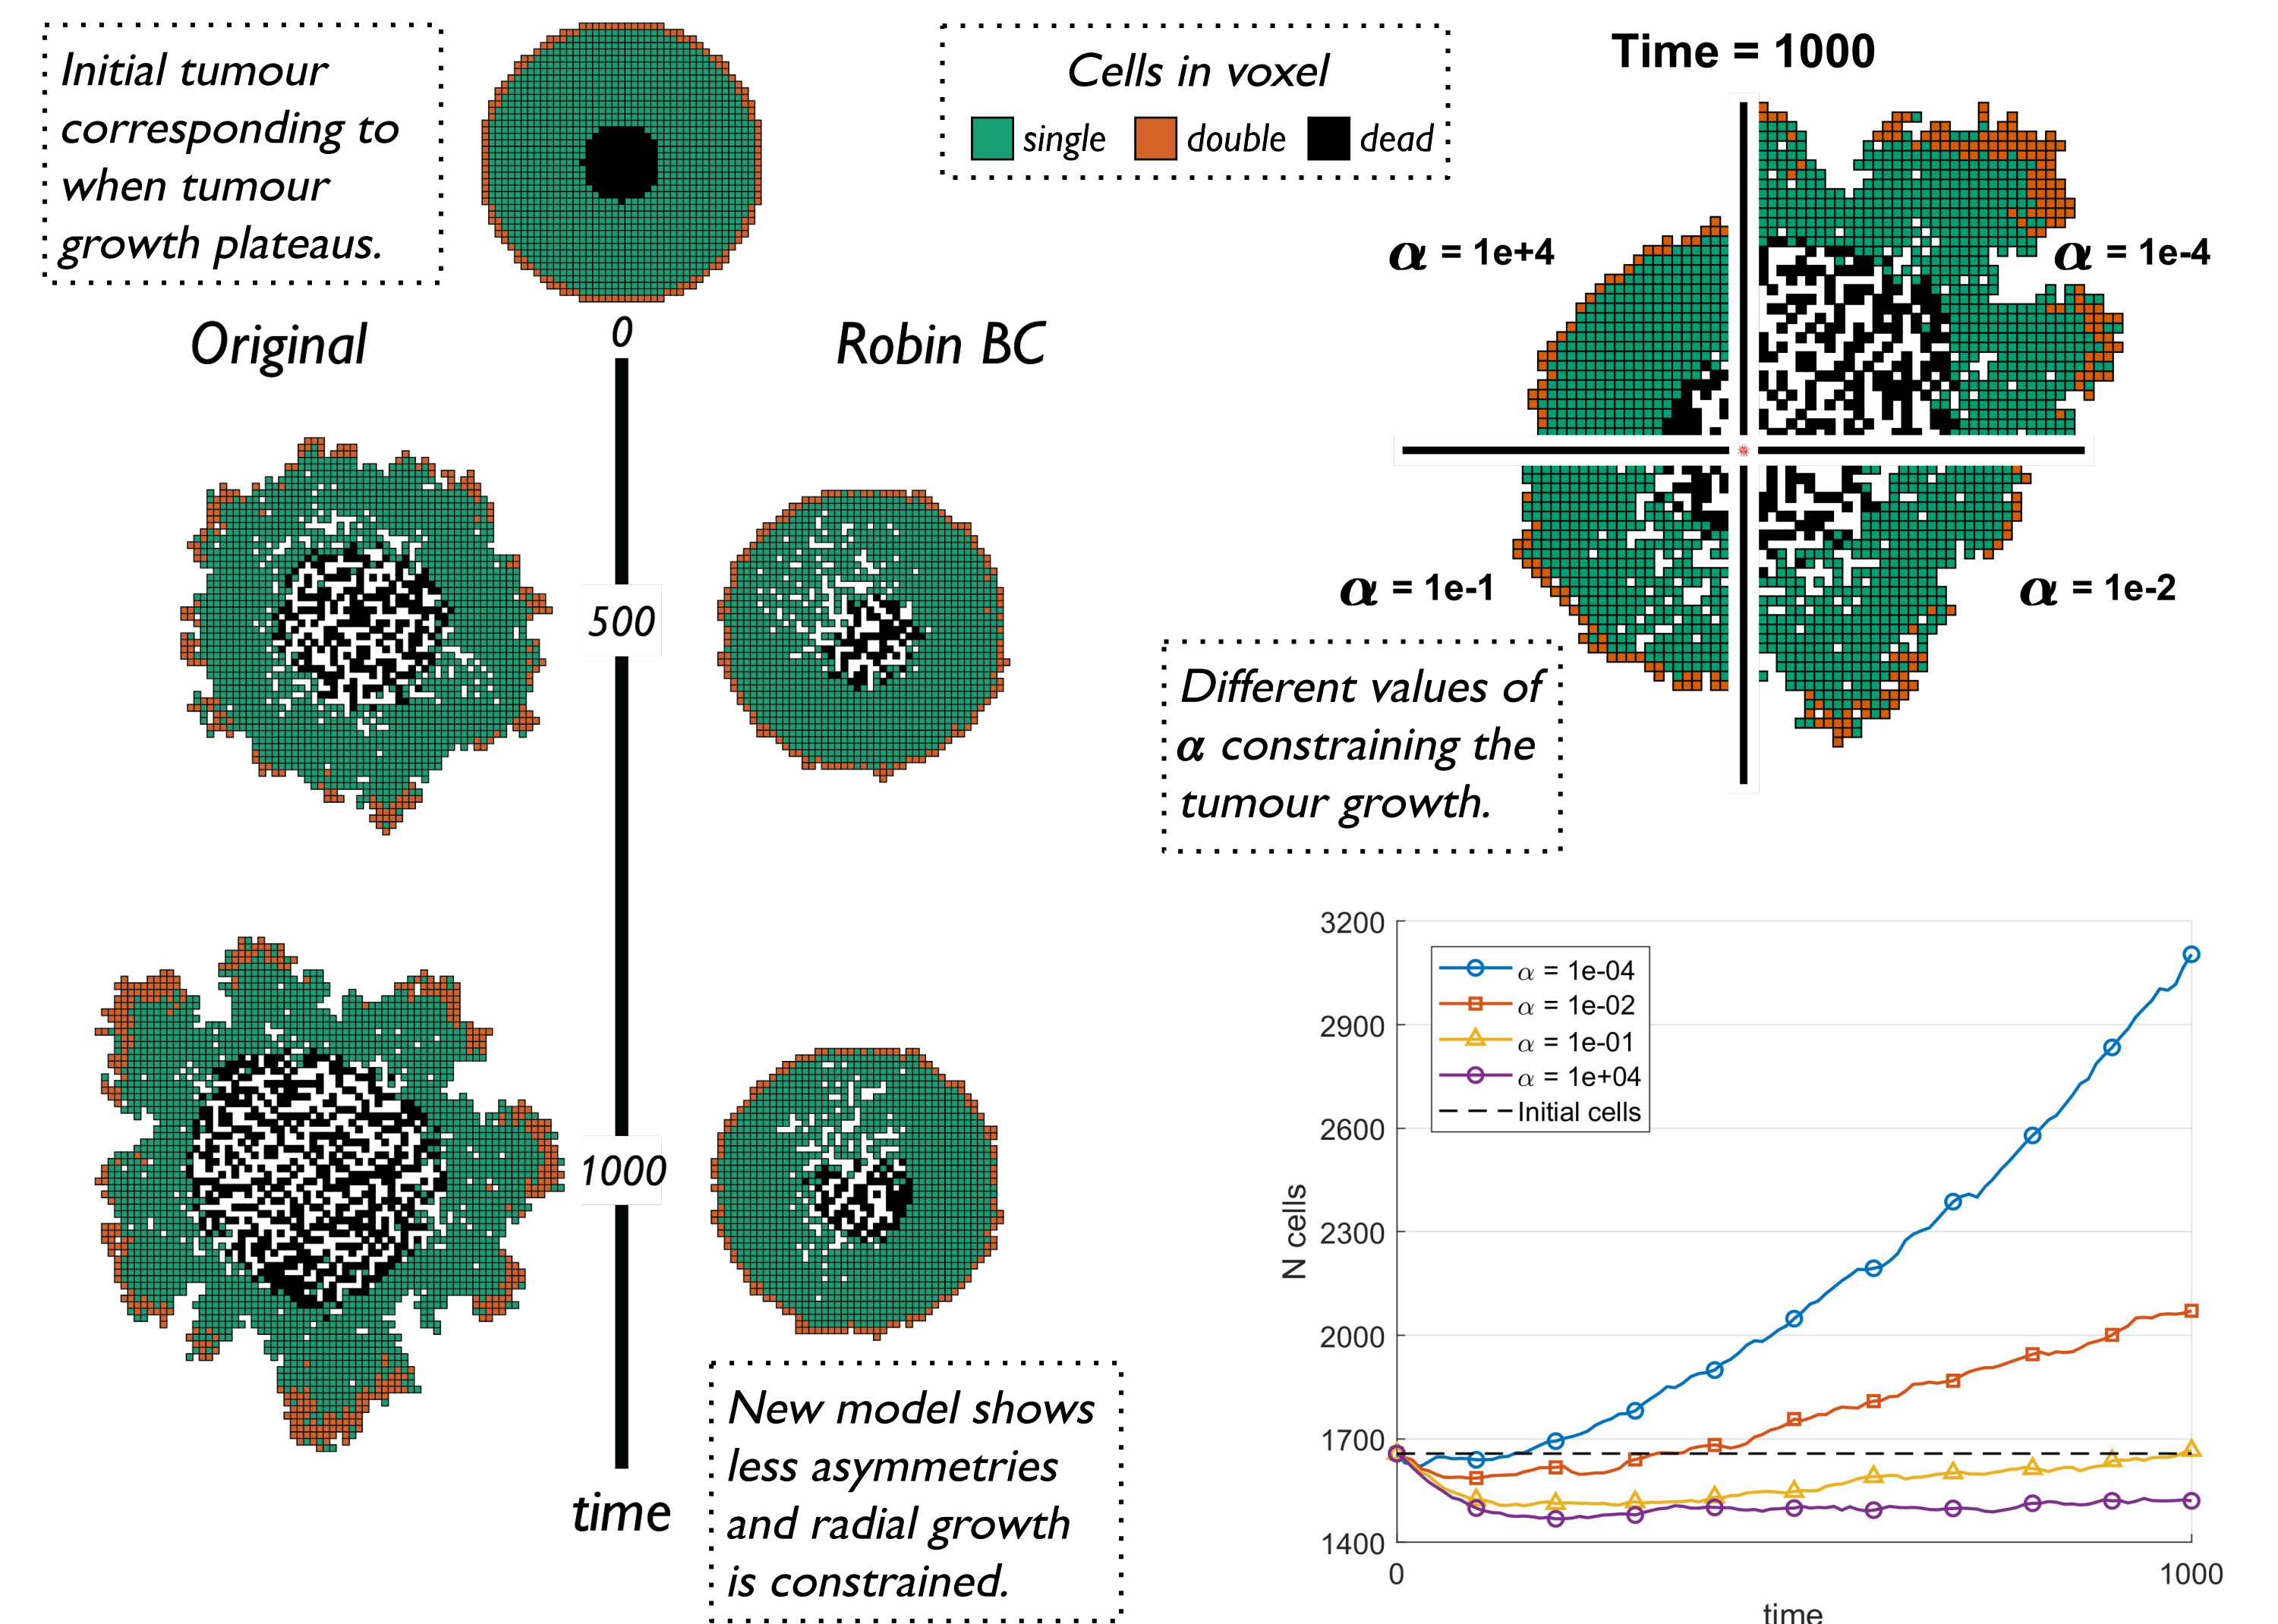 Initial tumour
corresponding to
when tumour
growth plateaus.
Cells in voxel
single double dead
Time = 1000
α = 1e+4
α = 1e-4
α = 1e-1
α = 1e-2
Original
0
Robin BC
500
1000
time
Different values of
α constraining the
tumour growth.
New model shows
less asymmetries
and radial growth
is constrained.
3200
2900
2600
2300
2000
1700
1400
N cells
α = 1e-04
α = 1e-02
α = 1e-01
α = 1e+04
Initial cells
0
1000
time